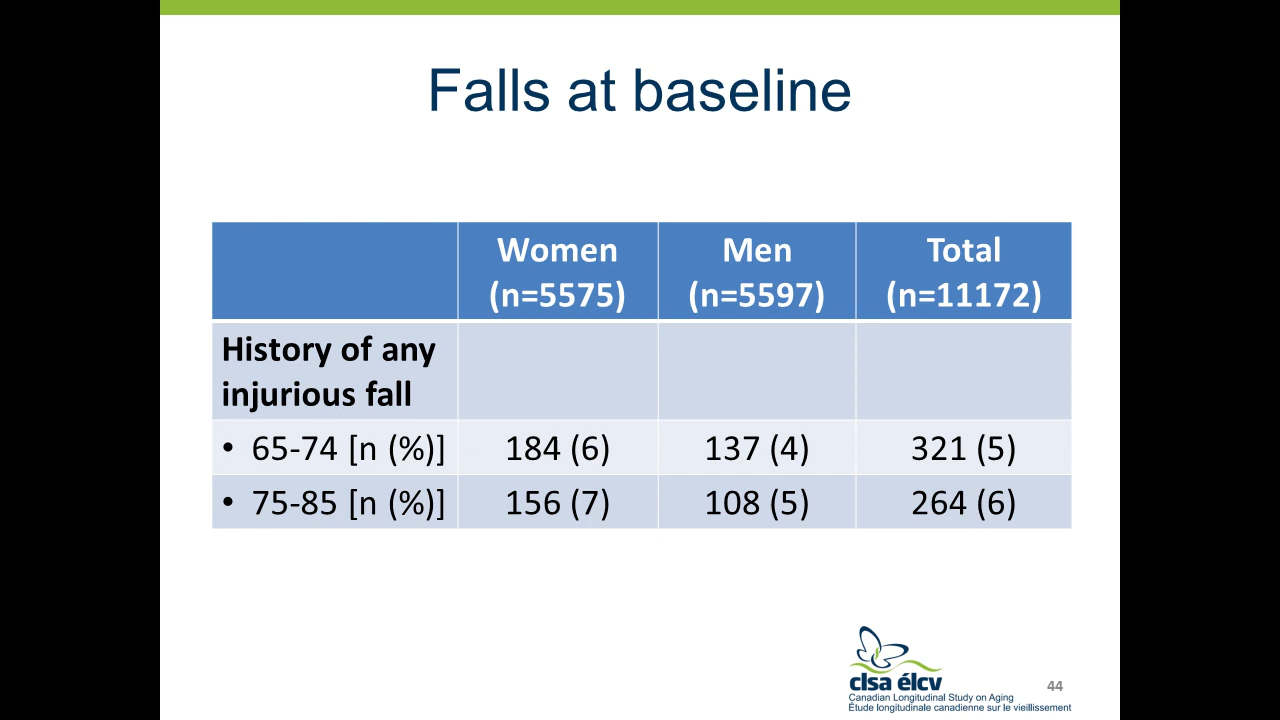 Falls at baseline
Women Men Total
(n=5575) (n=5597) (n=11172)
History of any
injurious fall
• 65-74 [n (%)] 184 (6) 137 (4) 321 (5)
• 75-85 [n (%)] 156 (7) 108 (5) 264 (6)
clsa élcv
Canadian Longitudinal Study on Aging
Étude longitudinale canadienne sur le vieillissement
44